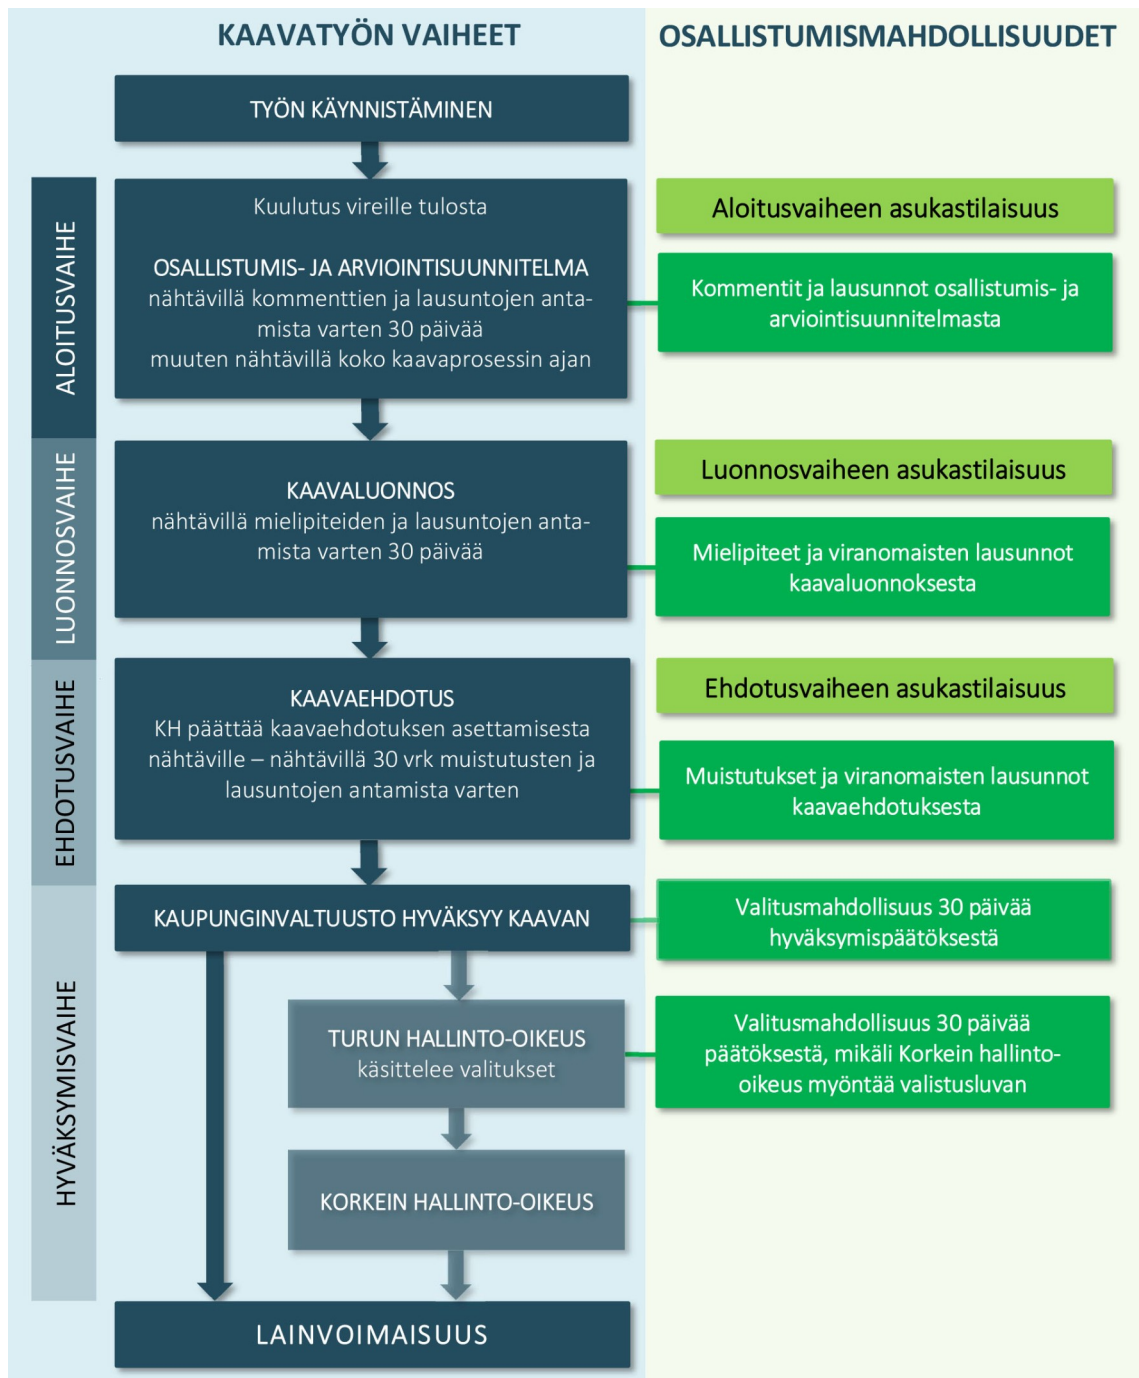 KAAVATYÖN VAIHEET
OSALLISTUMISMAHDOLLISUUDET
TYÖN KÄYNNISTÄMINEN
ALOITUSVAIHE
Kuulutus vireille tulosta
OSALLISTUMIS- JA ARVIOINTISUUNNITELMA
nähtävillä kommenttien ja lausuntojen anta-
mista varten 30 päivää
muuten nähtävillä koko kaavaprosessin ajan
Aloitusvaiheen asukastilaisuus
Kommentit ja lausunnot osallistumis- ja
arviointisuunnitelmasta
LUONNOSVAIHE
KAAVALUONNOS
nähtävillä mielipiteiden ja lausuntojen anta-
mista varten 30 päivää
Luonnosvaiheen asukastilaisuus
Mielipiteet ja viranomaisten lausunnot
kaavaluonnoksesta
EHDOTUSVAIHE
KAAVAEHDOTUS
KH päättää kaavaehdotuksen asettamisesta
nähtäville – nähtävillä 30 vrk muistutusten ja
lausuntojen antamista varten
Ehdotusvaiheen asukastilaisuus
Muistutukset ja viranomaisten lausunnot
kaavaehdotuksesta
HYVÄKSYMISVAIHE
KAUPUNGINVALTUUSTO HYVÄKSYY KAAVAN
Valitusmahdollisuus 30 päivää
hyväksymispäätöksestä
TURUN HALLINTO-OIKEUS
käsittelee valitukset
Valitusmahdollisuus 30 päivää
päätöksestä, mikäli Korkein hallinto-
oikeus myöntää valistusluvan
KORKEIN HALLINTO-OIKEUS
LAINVOIMAISUUS